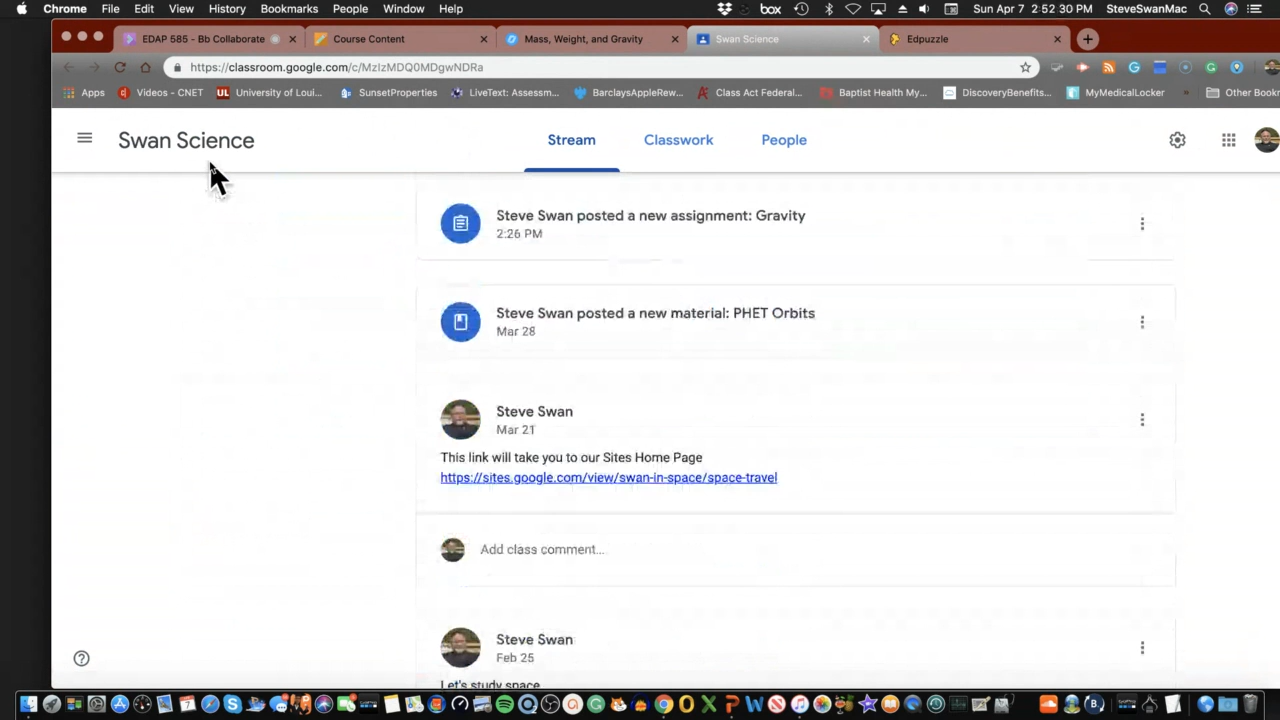 Chrome File Edit View History Bookmarks People Window Help box Sun Apr 7 2:52:30 PM SteveSwanMac
EDAP 585 - Bb Collaborate Course Content Mass, Weight, and Gravity Swan Science Edpuzzle
https://classroom.google.com/c/MzIzMDQ0MDgwNDRa
Apps Videos - CNET University of Loui... SunsetProperties LiveText: Assessm... BarclaysAppleRew... Class Act Federal... Baptist Health My... DiscoveryBenefits... MyMedicalLocker » Other Bookm
Swan Science Stream Classwork People
Steve Swan posted a new assignment: Gravity
2:26 PM
Steve Swan posted a new material: PHET Orbits
Mar 28
Steve Swan
Mar 21
This link will take you to our Sites Home Page
https://sites.google.com/view/swan-in-space/space-travel
Add class comment...
Steve Swan
Feb 25
Let's study space